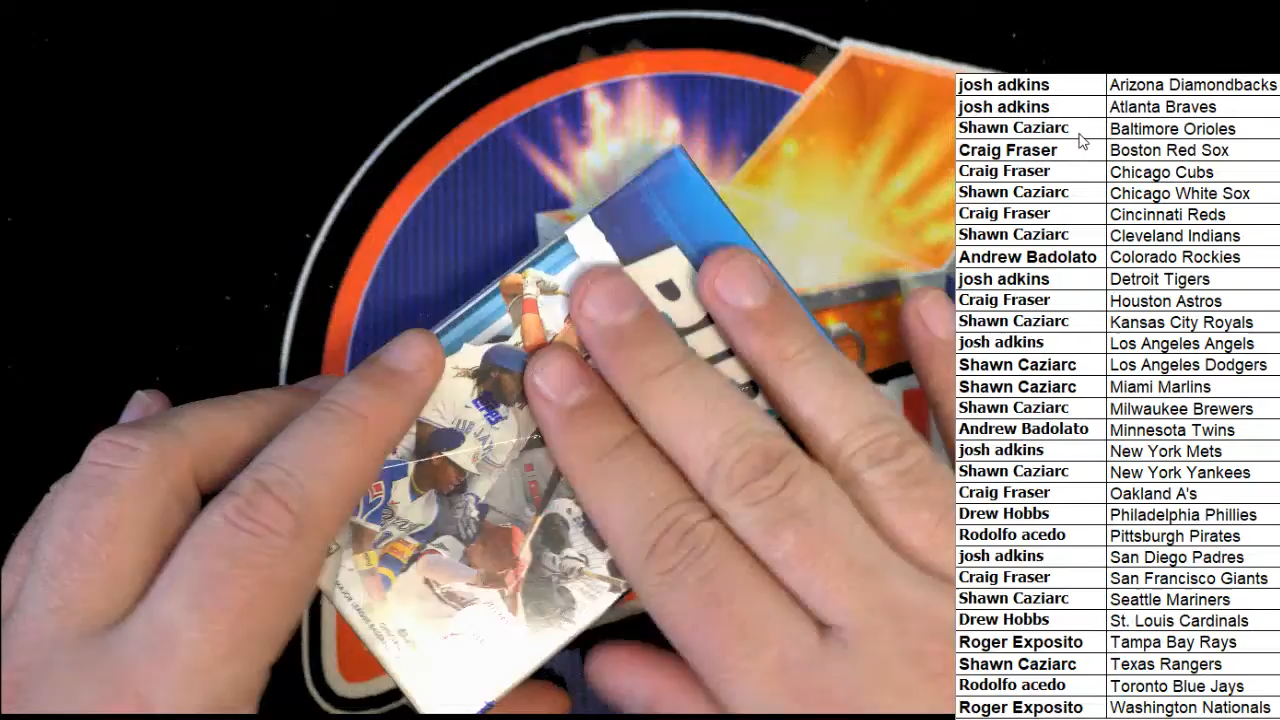 josh adkins Arizona Diamondbacks
josh adkins Atlanta Braves
Shawn Caziarc Baltimore Orioles
Craig Fraser Boston Red Sox
Craig Fraser Chicago Cubs
Shawn Caziarc Chicago White Sox
Craig Fraser Cincinnati Reds
Shawn Caziarc Cleveland Indians
Andrew Badolato Colorado Rockies
josh adkins Detroit Tigers
Craig Fraser Houston Astros
Shawn Caziarc Kansas City Royals
josh adkins Los Angeles Angels
Shawn Caziarc Los Angeles Dodgers
Shawn Caziarc Miami Marlins
Shawn Caziarc Milwaukee Brewers
Andrew Badolato Minnesota Twins
josh adkins New York Mets
Shawn Caziarc New York Yankees
Craig Fraser Oakland A's
Drew Hobbs Philadelphia Phillies
Rodolfo acedo Pittsburgh Pirates
josh adkins San Diego Padres
Craig Fraser San Francisco Giants
Shawn Caziarc Seattle Mariners
Drew Hobbs St. Louis Cardinals
Roger Exposito Tampa Bay Rays
Shawn Caziarc Texas Rangers
Rodolfo acedo Toronto Blue Jays
Roger Exposito Washington Nationals